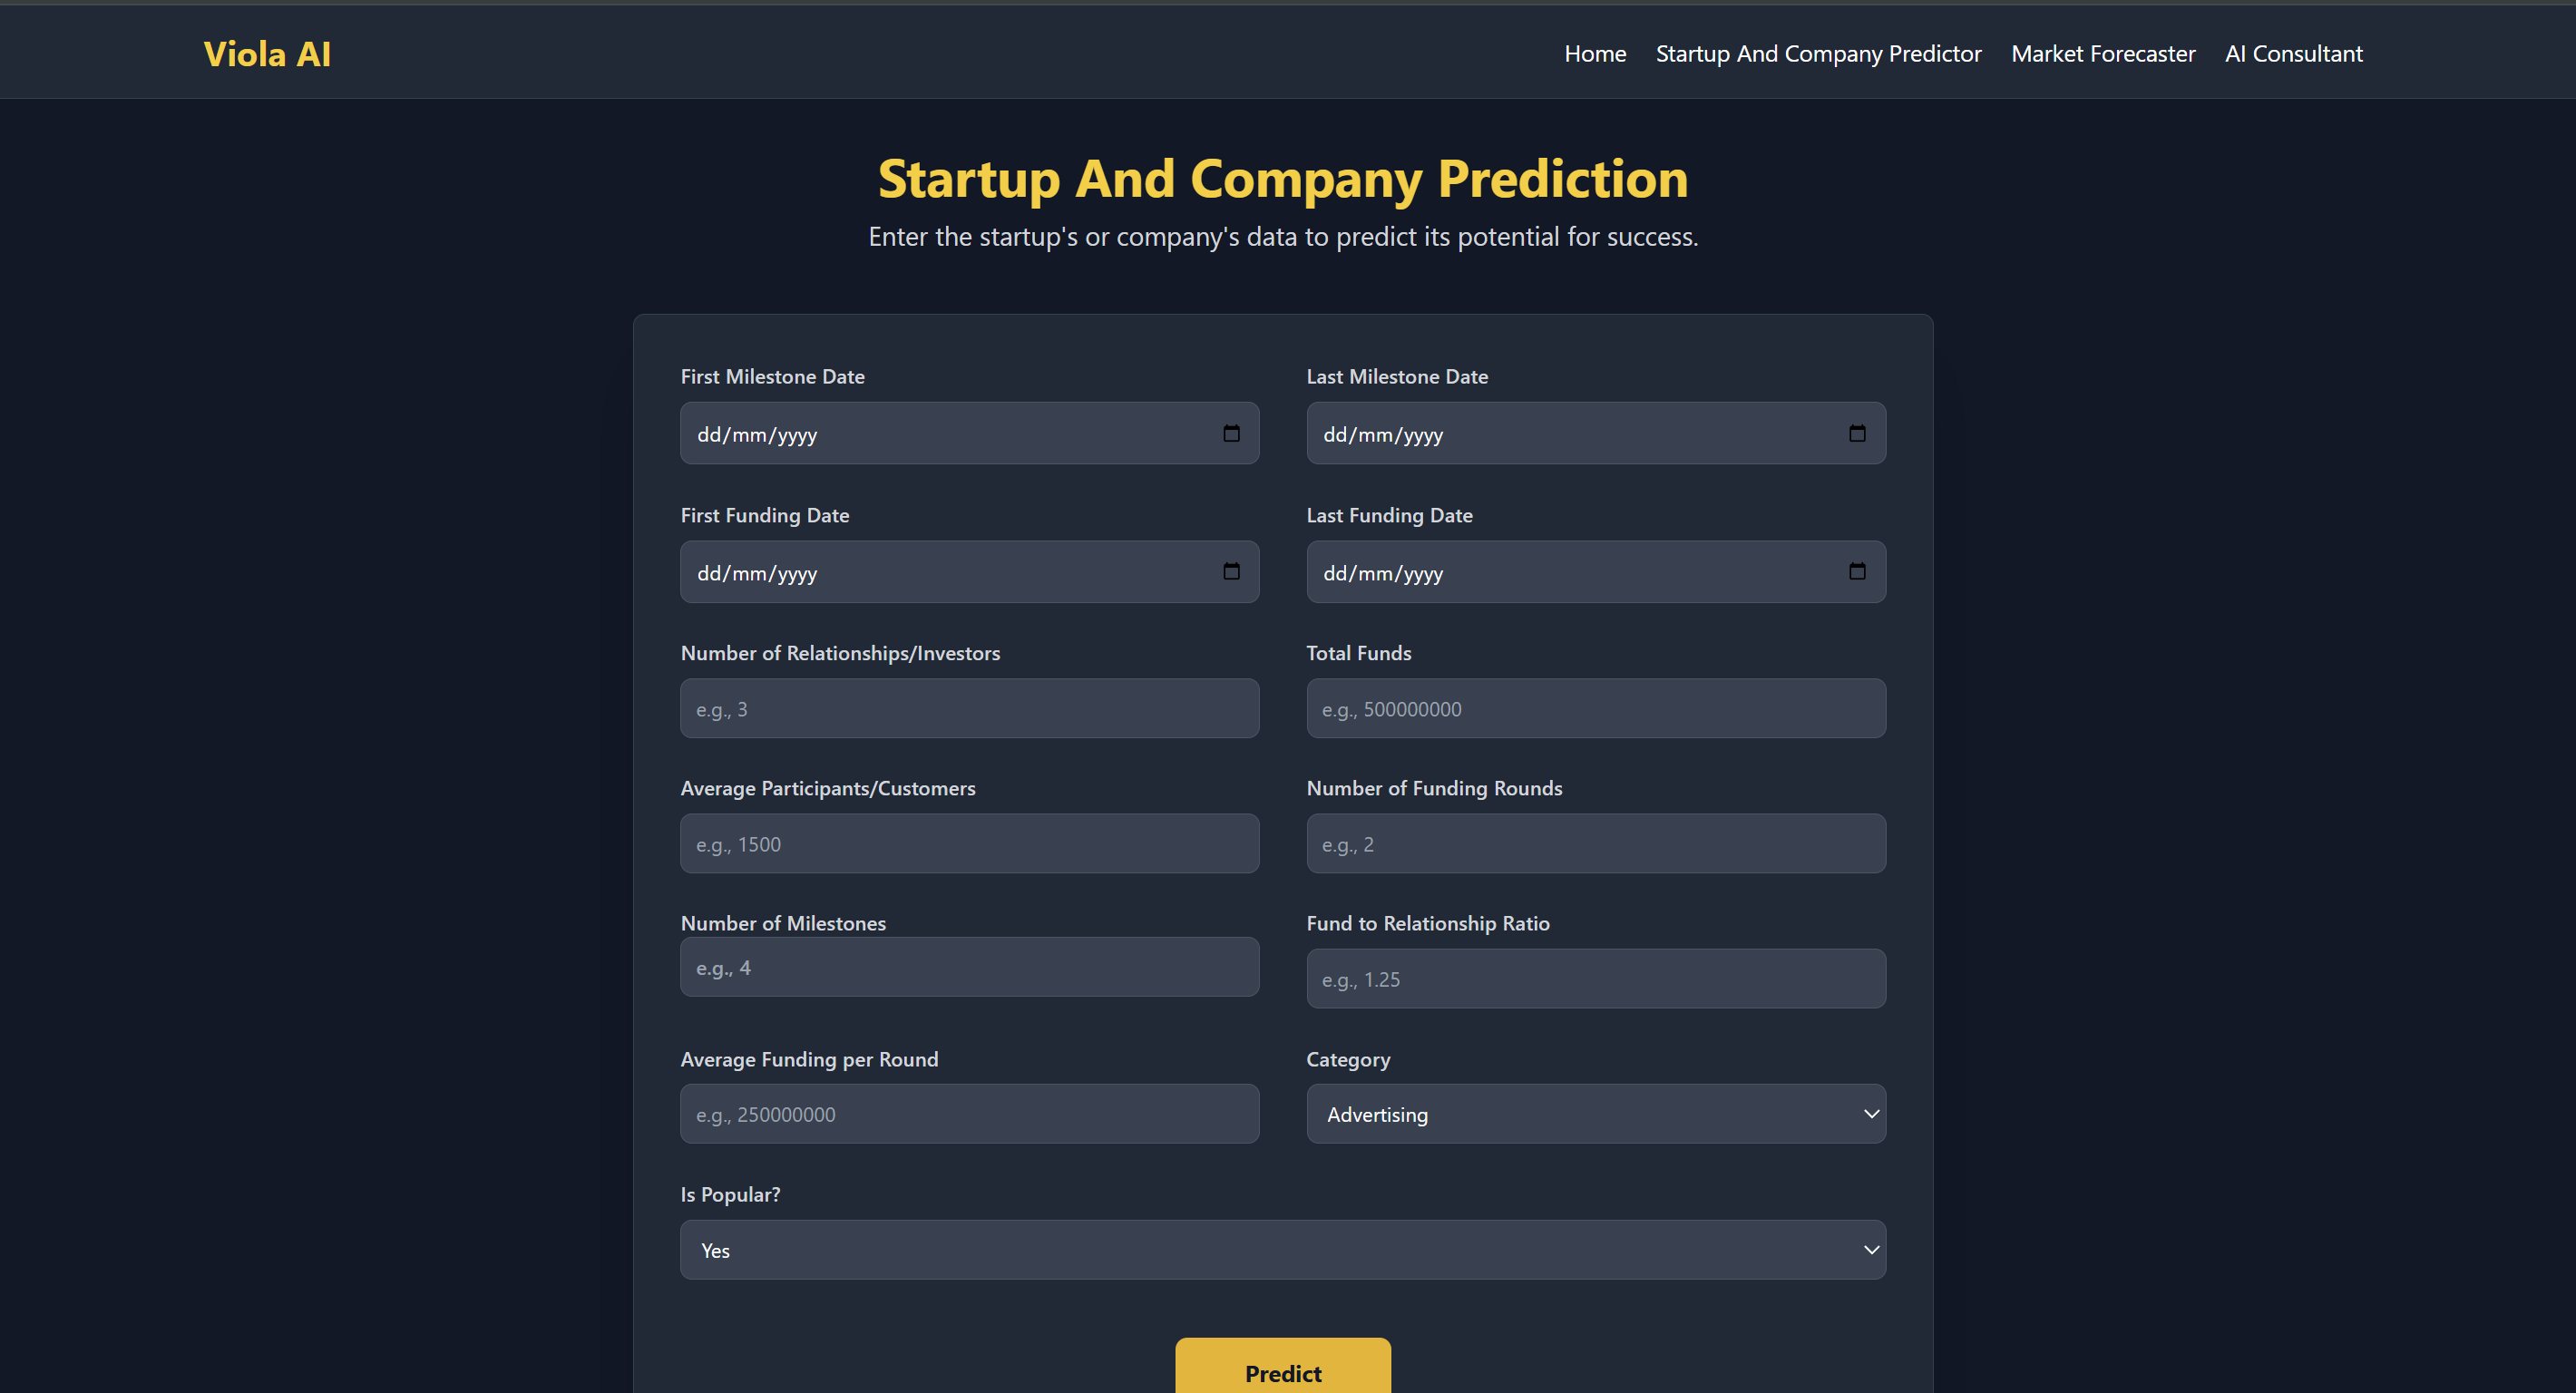 Viola AI
Home Startup And Company Predictor Market Forecaster AI Consultant
Startup And Company Prediction
Enter the startup's or company's data to predict its potential for success.
First Milestone Date Last Milestone Date
dd/mm/yyyy dd/mm/yyyy
First Funding Date Last Funding Date
dd/mm/yyyy dd/mm/yyyy
Number of Relationships/Investors Total Funds
e.g., 3 e.g., 500000000
Average Participants/Customers Number of Funding Rounds
e.g., 1500 e.g., 2
Number of Milestones Fund to Relationship Ratio
e.g., 4 e.g., 1.25
Average Funding per Round Category
e.g., 250000000 Advertising
Is Popular?
Yes
Predict